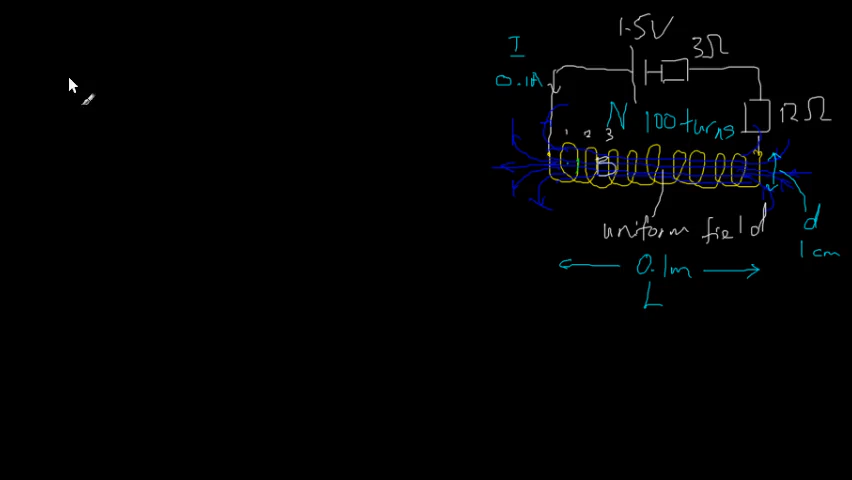 1.5V
3Ω
I
0.1A
N 100 turns
12Ω
1 2 3
uniform field
d
1 cm
0.1m
L